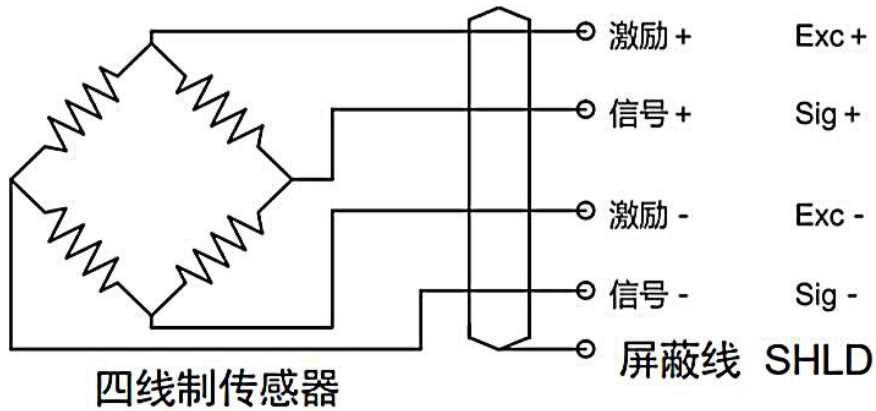 激励+ Exc+
信号+ Sig+
激励- Exc-
信号- Sig-
屏蔽线 SHLD
四线制传感器